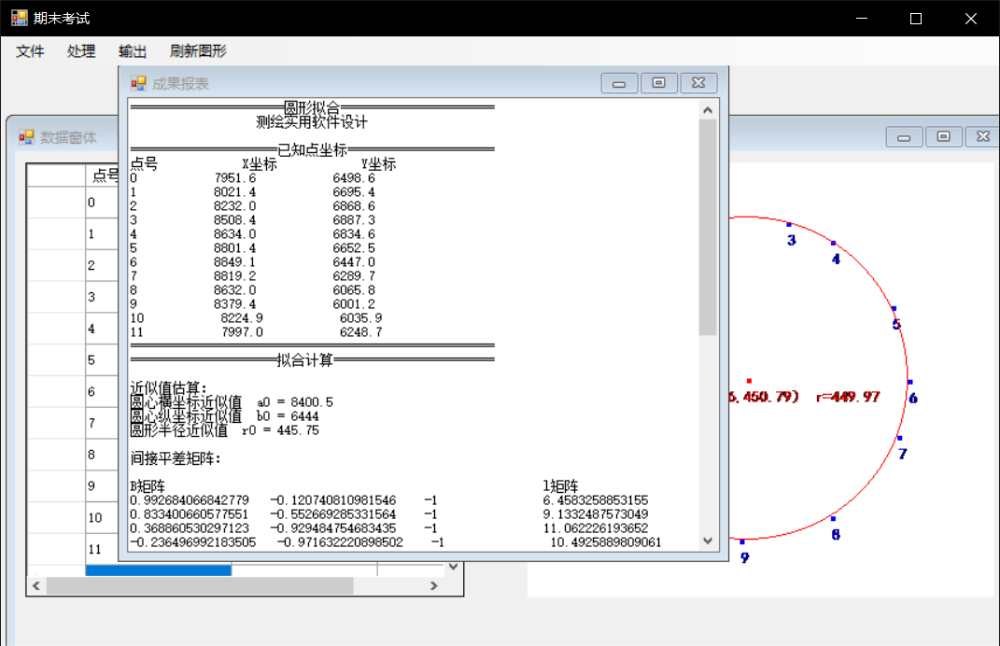 期末考试
文件 处理 输出 刷新图形
成果报表
数据窗体
点号
0
1
2
3
4
5
6
7
8
9
10
11
圆形拟合
测绘实用软件设计
已知点坐标
点号 X坐标 Y坐标
0 7951.6 6498.6
1 8021.4 6695.4
2 8232.0 6868.6
3 8508.4 6887.3
4 8634.0 6834.6
5 8801.4 6652.5
6 8849.1 6447.0
7 8819.2 6289.7
8 8632.0 6065.8
9 8379.4 6001.2
10 8224.9 6035.9
11 7997.0 6248.7
拟合计算
近似值估算:
圆心横坐标近似值 a0 = 8400.5
圆心纵坐标近似值 b0 = 6444
圆形半径近似值 r0 = 445.75
间接平差矩阵:
B矩阵 l矩阵
0.992684066842779 -0.120740810981546 -1 6.4583258853155
0.833400660577551 -0.552669285331564 -1 9.1332487573049
0.368860530297123 -0.929484754683435 -1 11.062226193652
-0.236496992183505 -0.971632220898502 -1 10.4925889809061
3
4
5
6,450.79) r=449.97
6
7
8
9